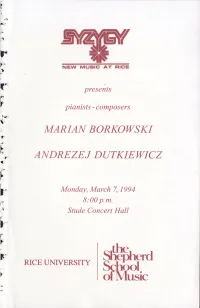 SYZYGY
NEW MUSIC AT RICE
presents
pianists - composers
MARIAN BORKOWSKI
ANDREZEJ DUTKIEWICZ
Monday, March 7, 1994
8:00 p.m.
Stude Concert Hall
RICE UNIVERSITY
the
Shepherd
School
of Music